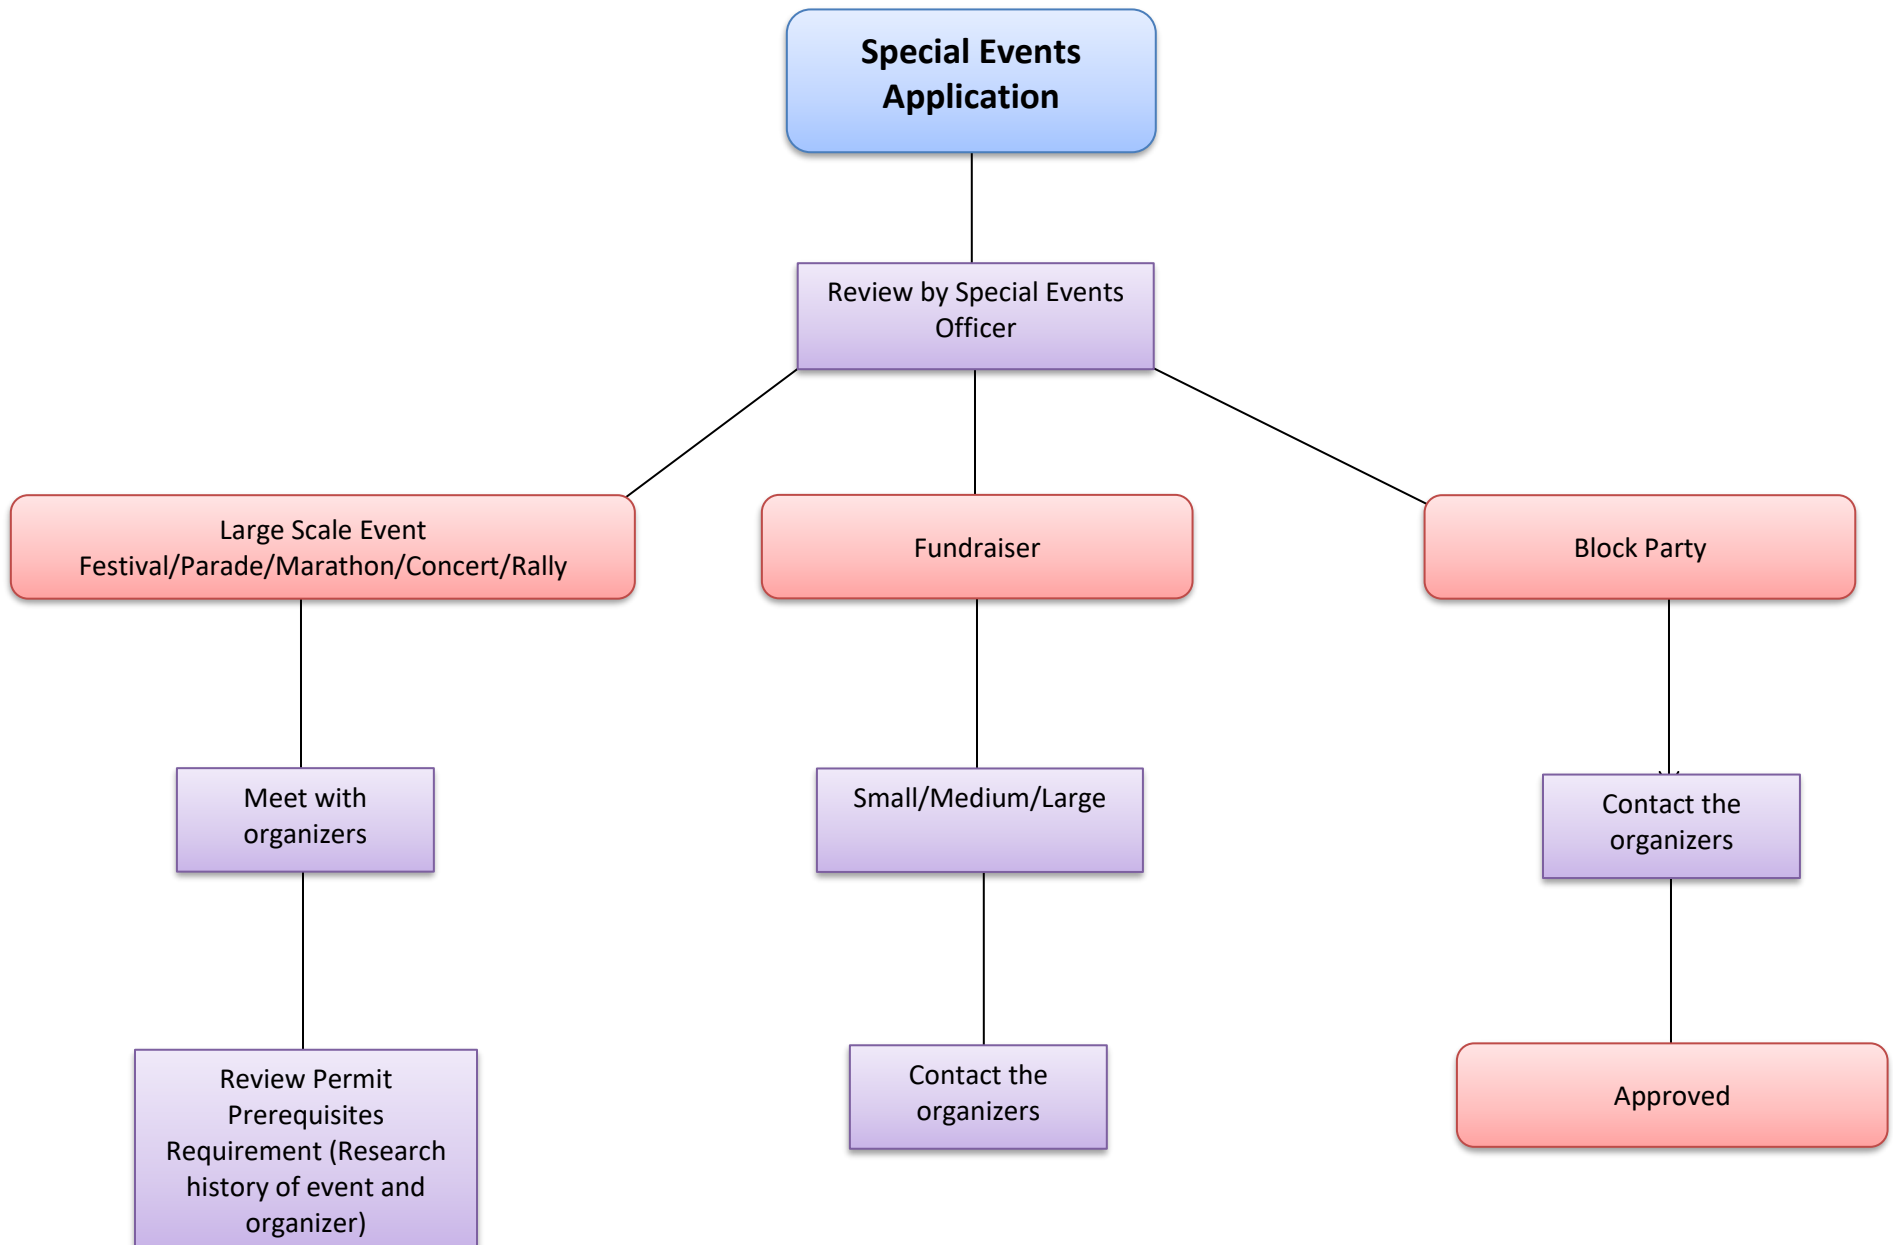 Special Events
Application
Review by Special Events
Officer
Large Scale Event
Festival/Parade/Marathon/Concert/Rally
Fundraiser
Block Party
Meet with
organizers
Small/Medium/Large
Contact the
organizers
Review Permit
Prerequisites
Requirement (Research
history of event and
organizer)
Contact the
organizers
Approved